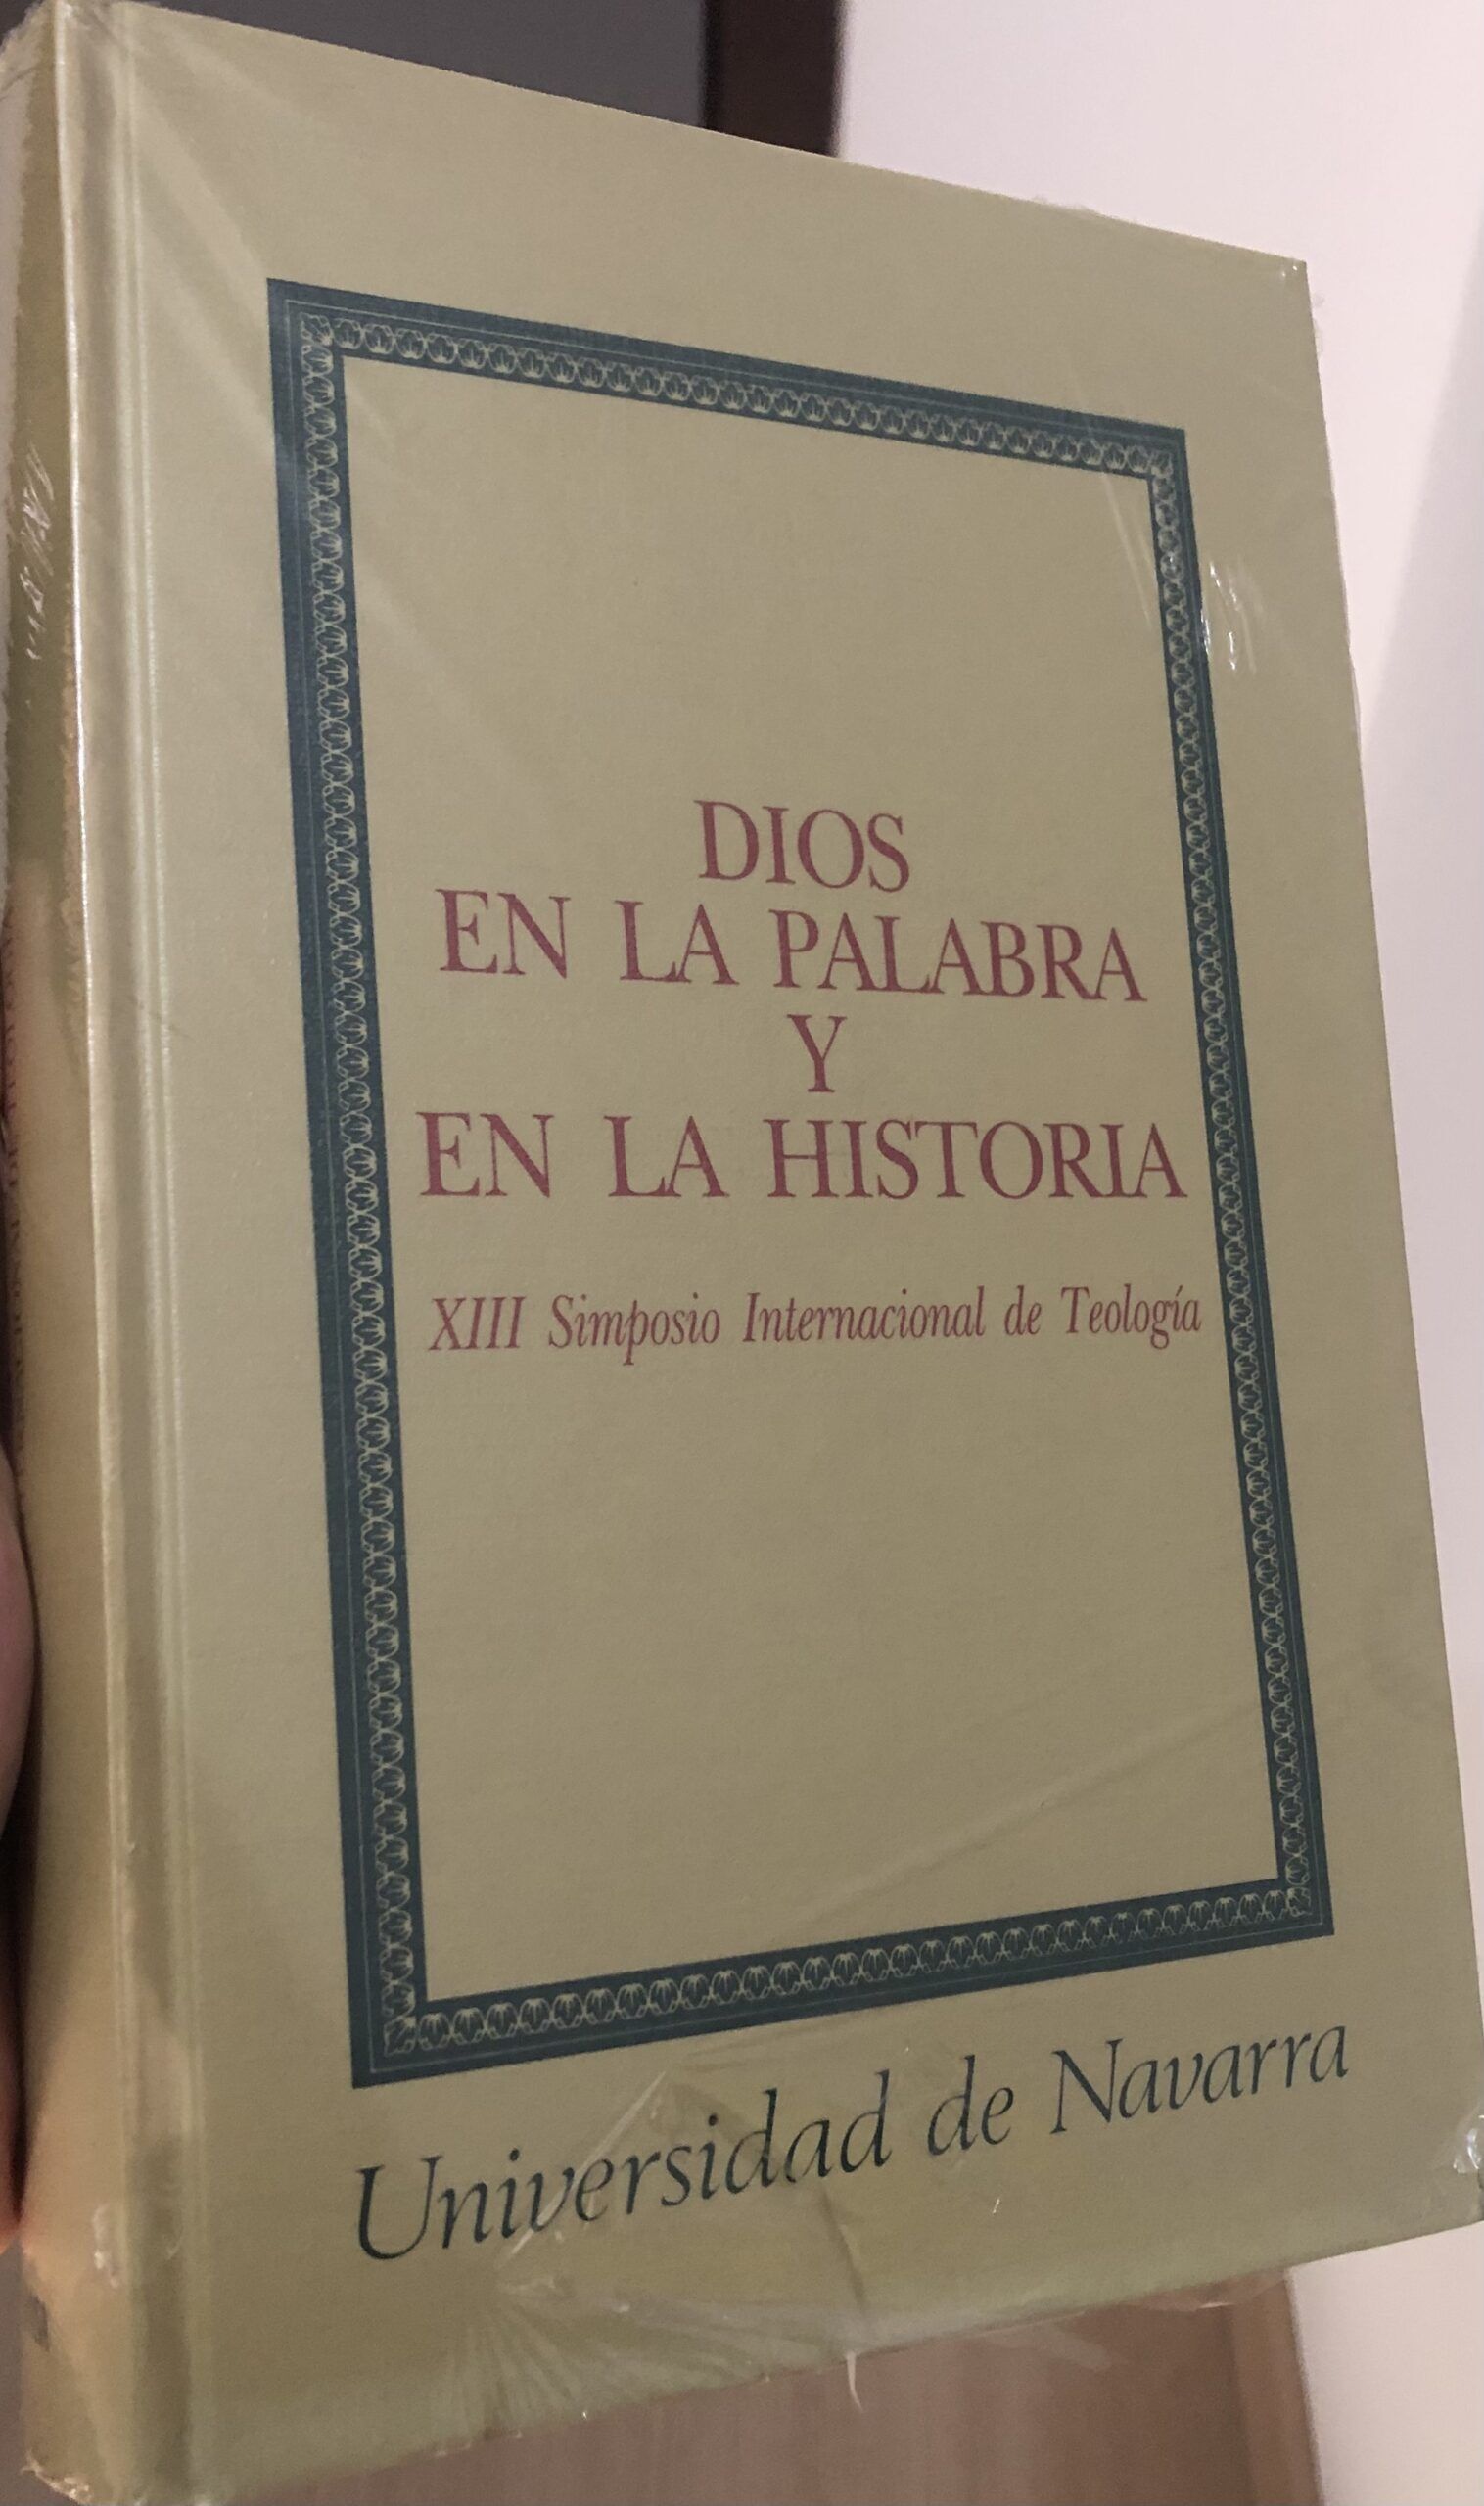 DIOS
EN LA PALABRA
Y
EN LA HISTORIA
XIII Simposio Internacional de Teología
Universidad de Navarra